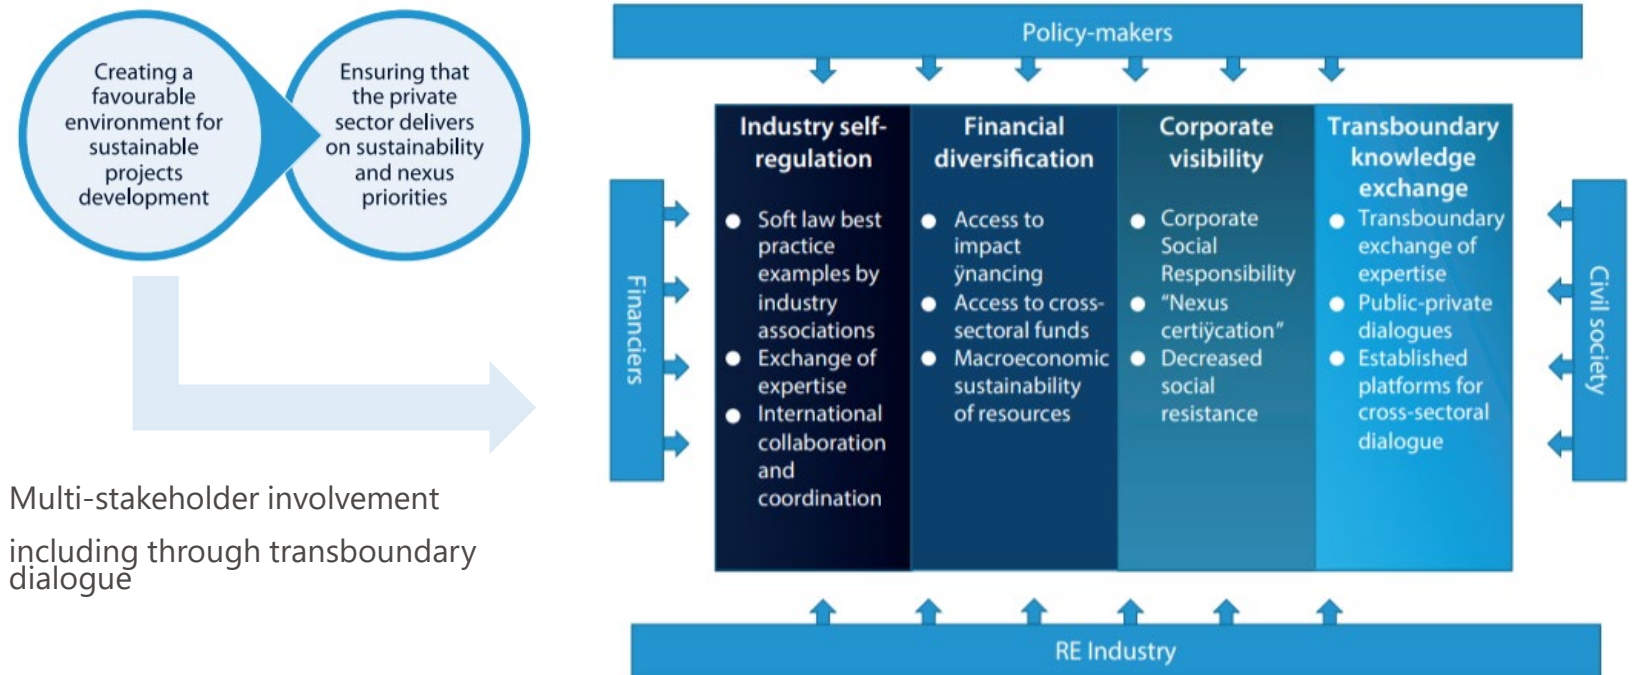 Creating a
favourable
environment for
sustainable
projects
development
Ensuring that
the private
sector delivers
on sustainability
and nexus
priorities
Multi-stakeholder involvement
including through transboundary
dialogue
Policy-makers
Financiers
Industry self-
regulation
Soft law best
practice
examples by
industry
associations
Exchange of
expertise
International
collaboration
and
coordination
Financial
diversification
Access to
impact
ÿnancing
Access to cross-
sectoral funds
Macroeconomic
sustainability
of resources
Corporate
visibility
Corporate
Social
Responsibility
“Nexus
certiÿcation”
Decreased
social
resistance
Transboundary
knowledge
exchange
Transboundary
exchange of
expertise
Public-private
dialogues
Established
platforms for
cross-sectoral
dialogue
Civil society
RE Industry